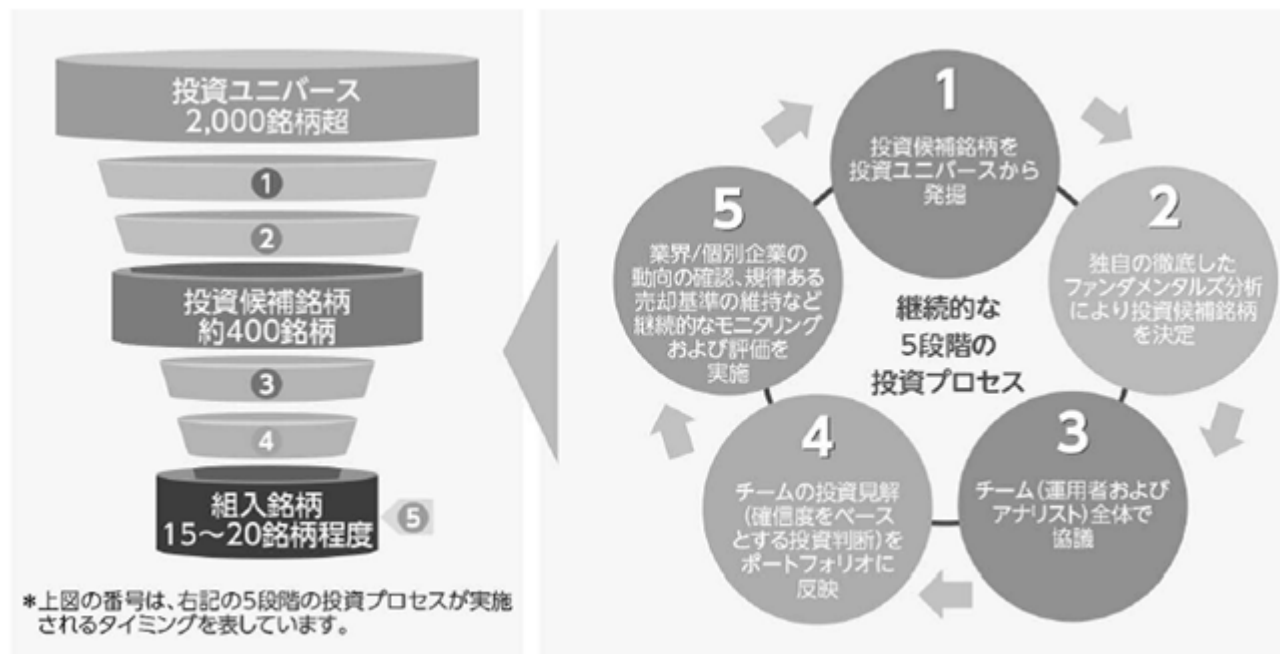 投資ユニバース
2,000銘柄超
1
2
投資候補銘柄
約400銘柄
3
4
組入銘柄
15～20銘柄程度
5
*上図の番号は、右記の5段階の投資プロセスが実施
されるタイミングを表しています。
1
投資候補銘柄を
投資ユニバースから
発掘
2
独自の徹底した
ファンダメンタルズ分析
により投資候補銘柄
を決定
3
チーム(運用者および
アナリスト)全体で
協議
4
チームの投資見解
(確信度をベース
とする投資判断)を
ポートフォリオに
反映
5
業界/個別企業の
動向の確認、規律ある
売却基準の維持など
継続的なモニタリング
および評価を
実施
継続的な
5段階の
投資プロセス